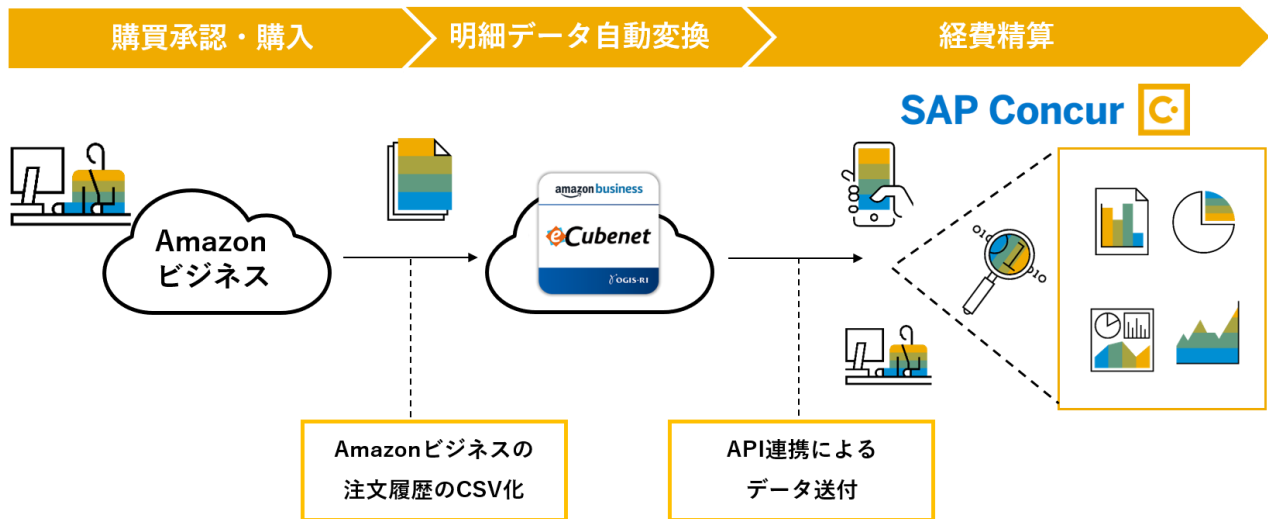 購買承認・購入
明細データ自動変換
経費精算
SAP Concur
Amazon
ビジネス
amazon business
eCubenet
OGIS-RI
010
010
Amazonビジネスの
注文履歴のCSV化
API連携による
データ送付